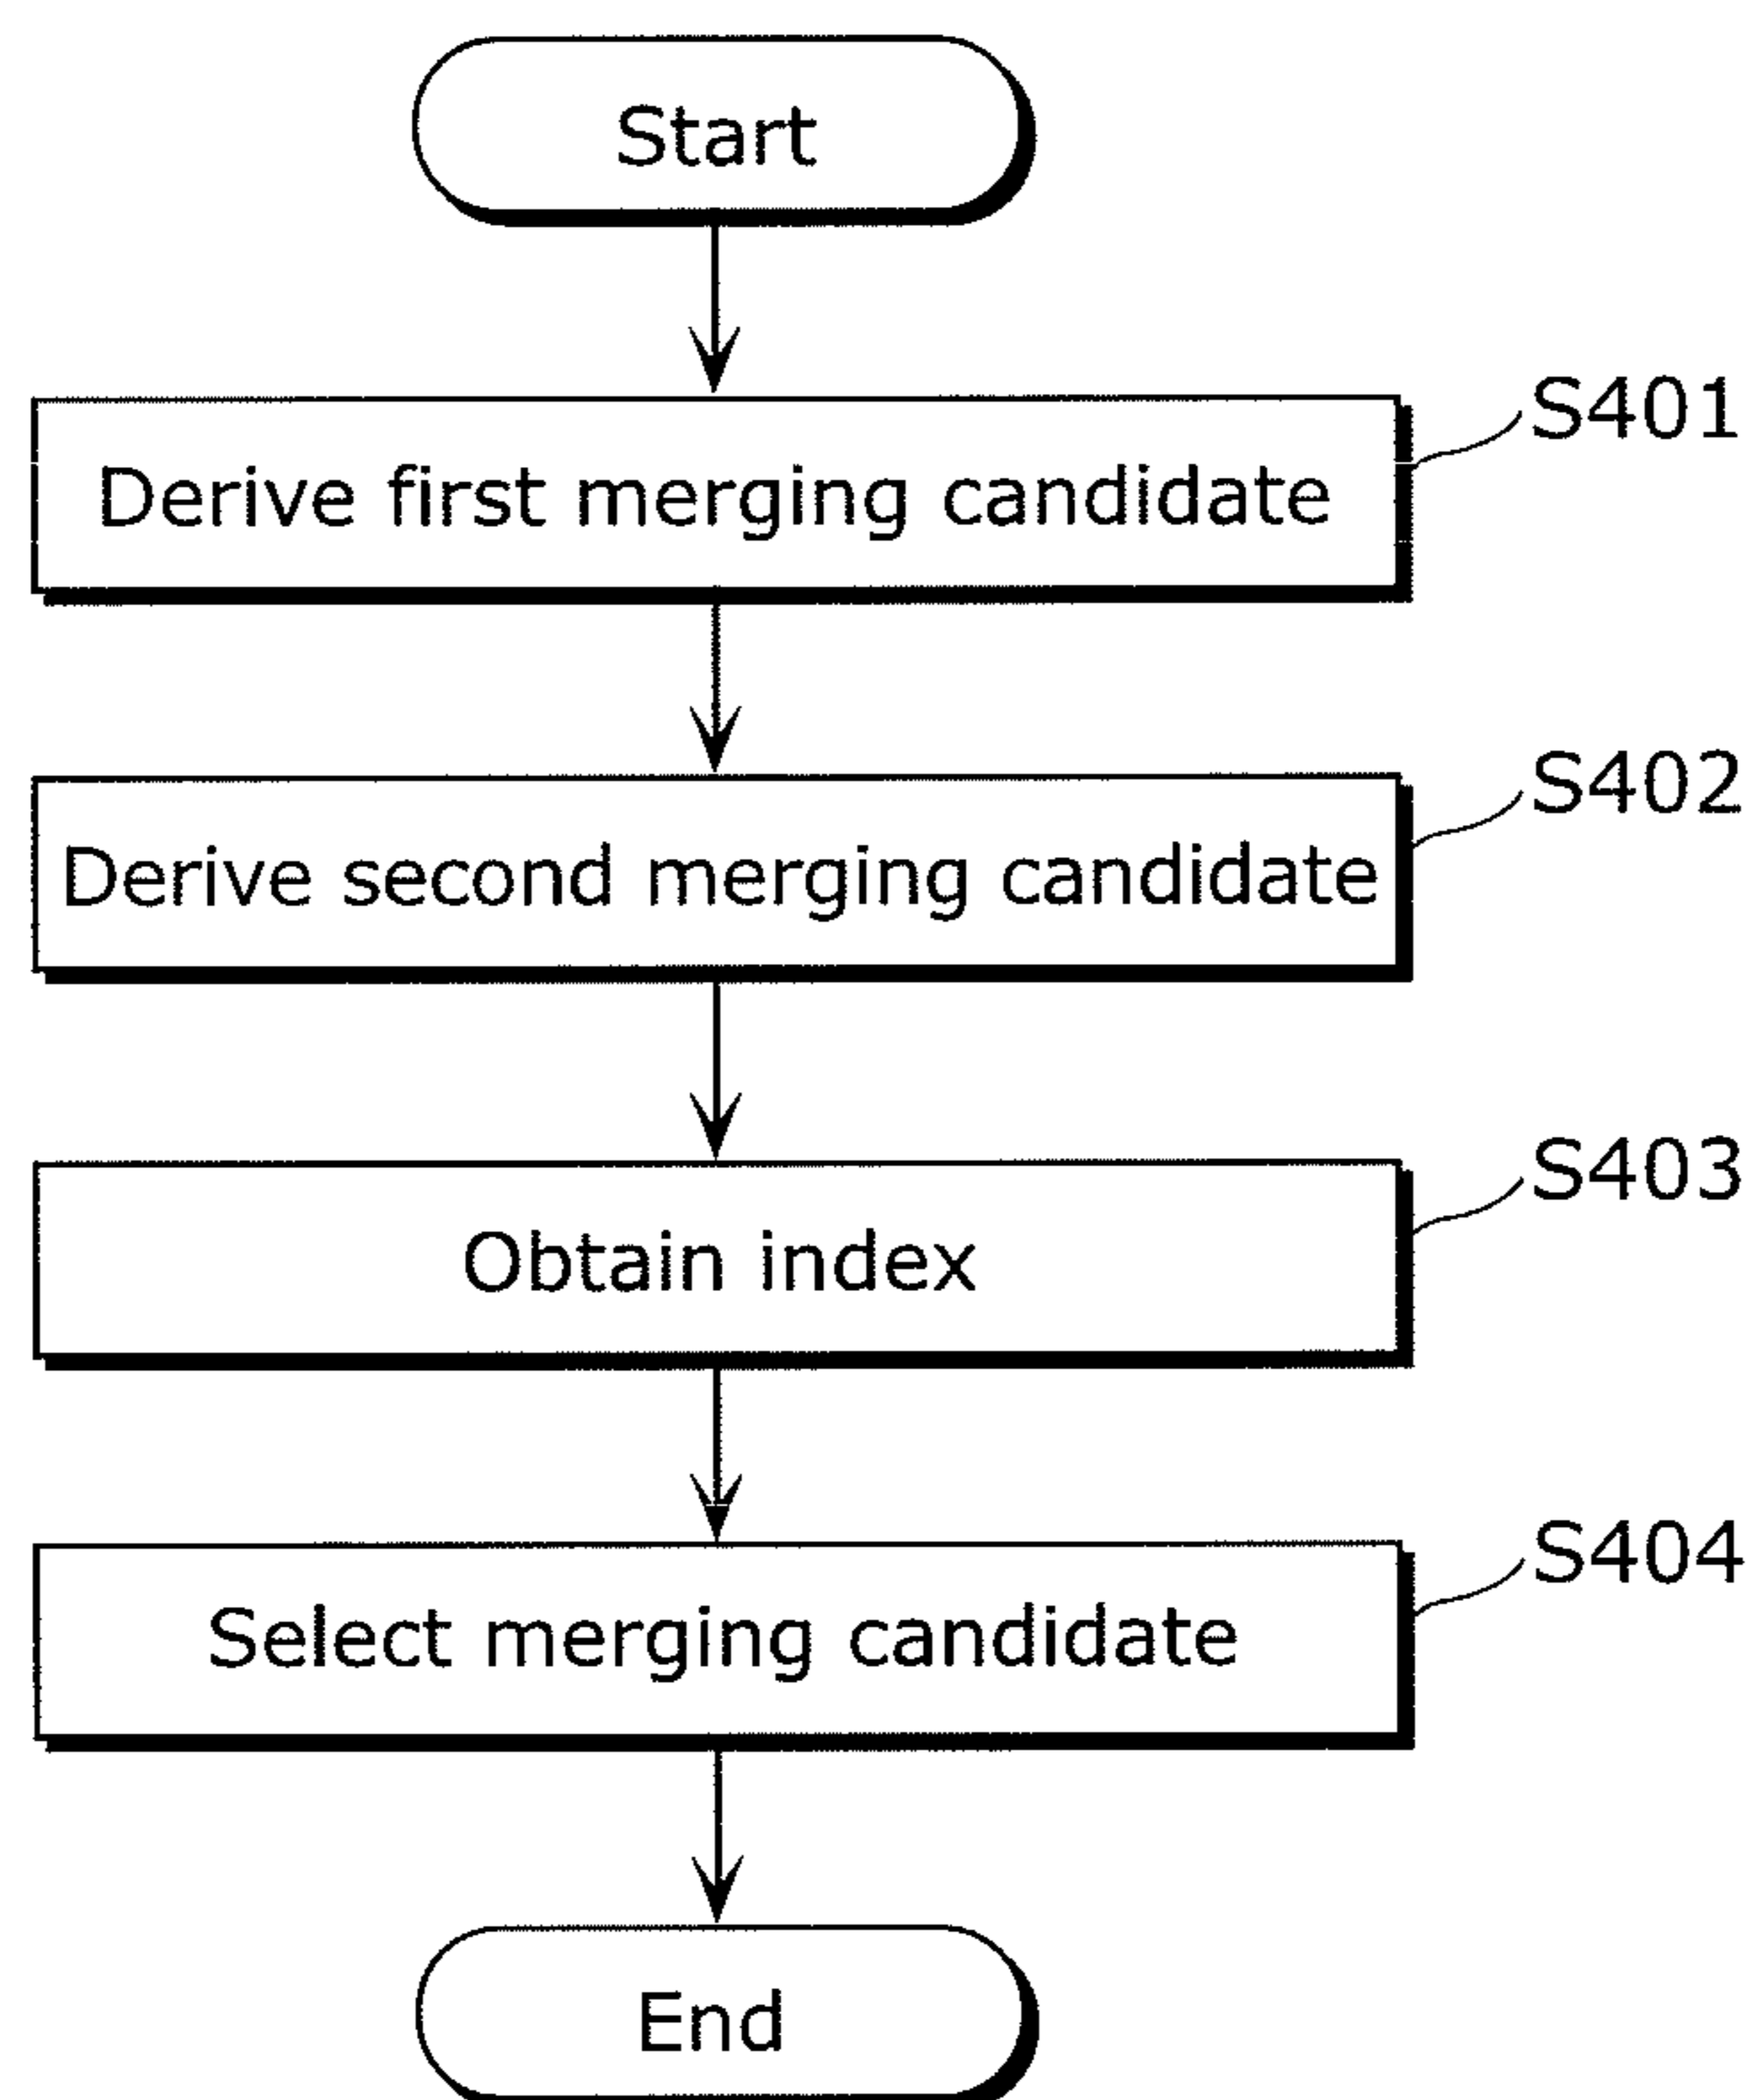 Start
S401
Derive first merging candidate
S402
Derive second merging candidate
S403
Obtain index
S404
Select merging candidate
End